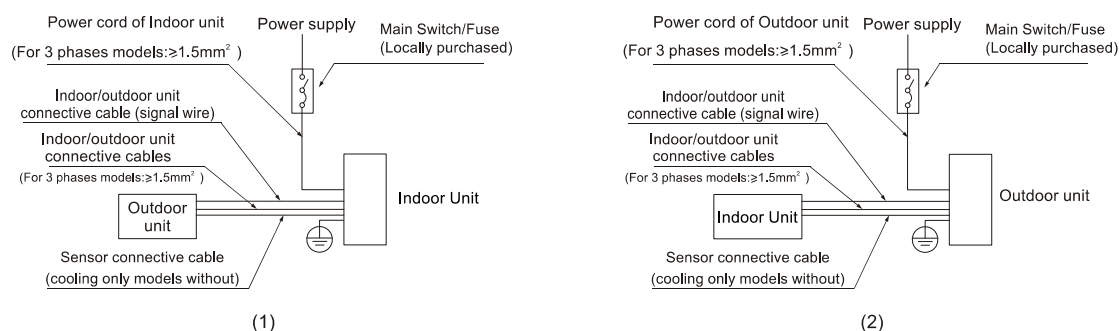 Power cord of Indoor unit
(For 3 phases models:≥1.5mm²)
Power supply
Main Switch/Fuse
(Locally purchased)
Indoor/outdoor unit
connective cable (signal wire)
Indoor/outdoor unit
connective cables
(For 3 phases models:≥1.5mm²)
Outdoor
unit
Indoor Unit
Sensor connective cable
(cooling only models without)
(1)
Power cord of Outdoor unit
(For 3 phases models:≥1.5mm²)
Power supply
Main Switch/Fuse
(Locally purchased)
Indoor/outdoor unit
connective cable (signal wire)
Indoor/outdoor unit
connective cables
(For 3 phases models:≥1.5mm²)
Indoor Unit
Outdoor unit
Sensor connective cable
(cooling only models without)
(2)